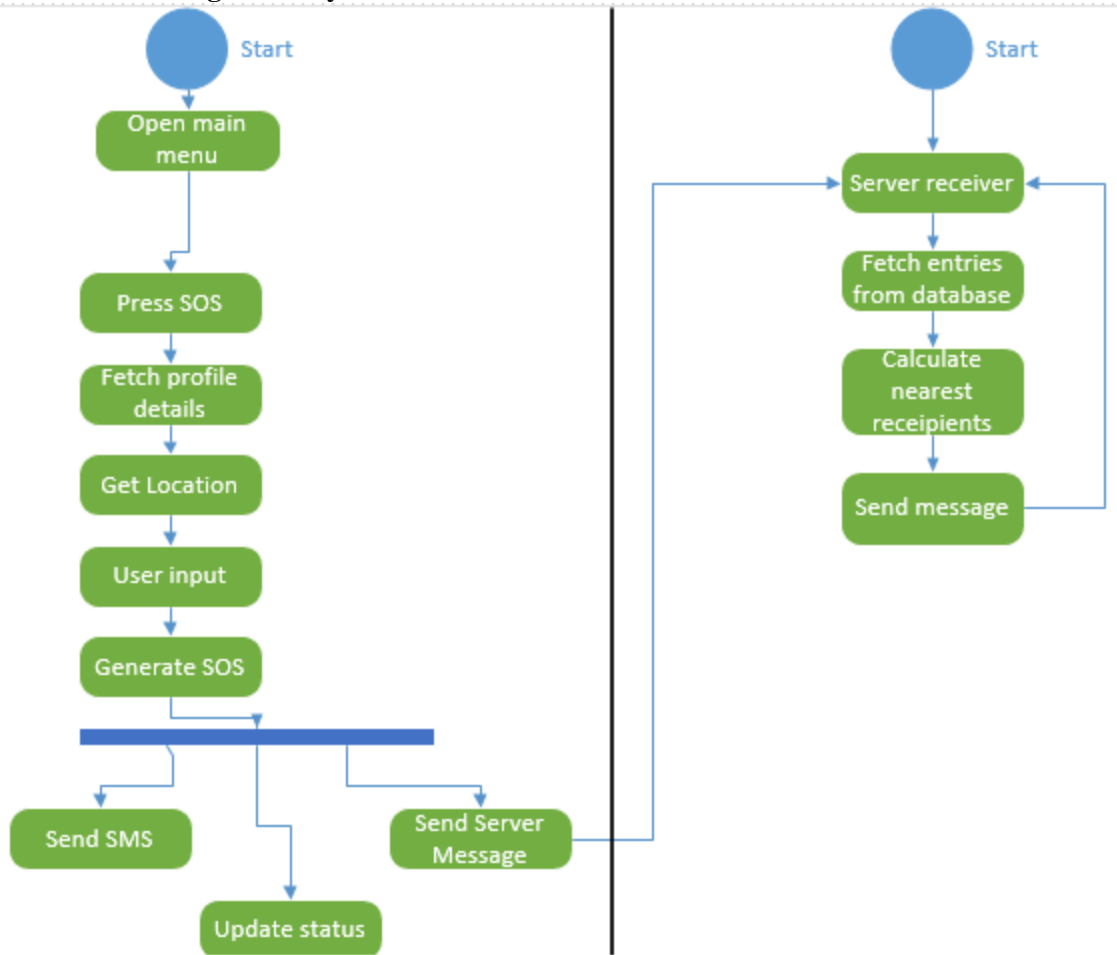 Start
Open main
menu
Press SOS
Fetch profile
details
Get Location
User input
Generate SOS
Send SMS
Send Server
Message
Update status
Start
Server receiver
Fetch entries
from database
Calculate
nearest
receipients
Send message